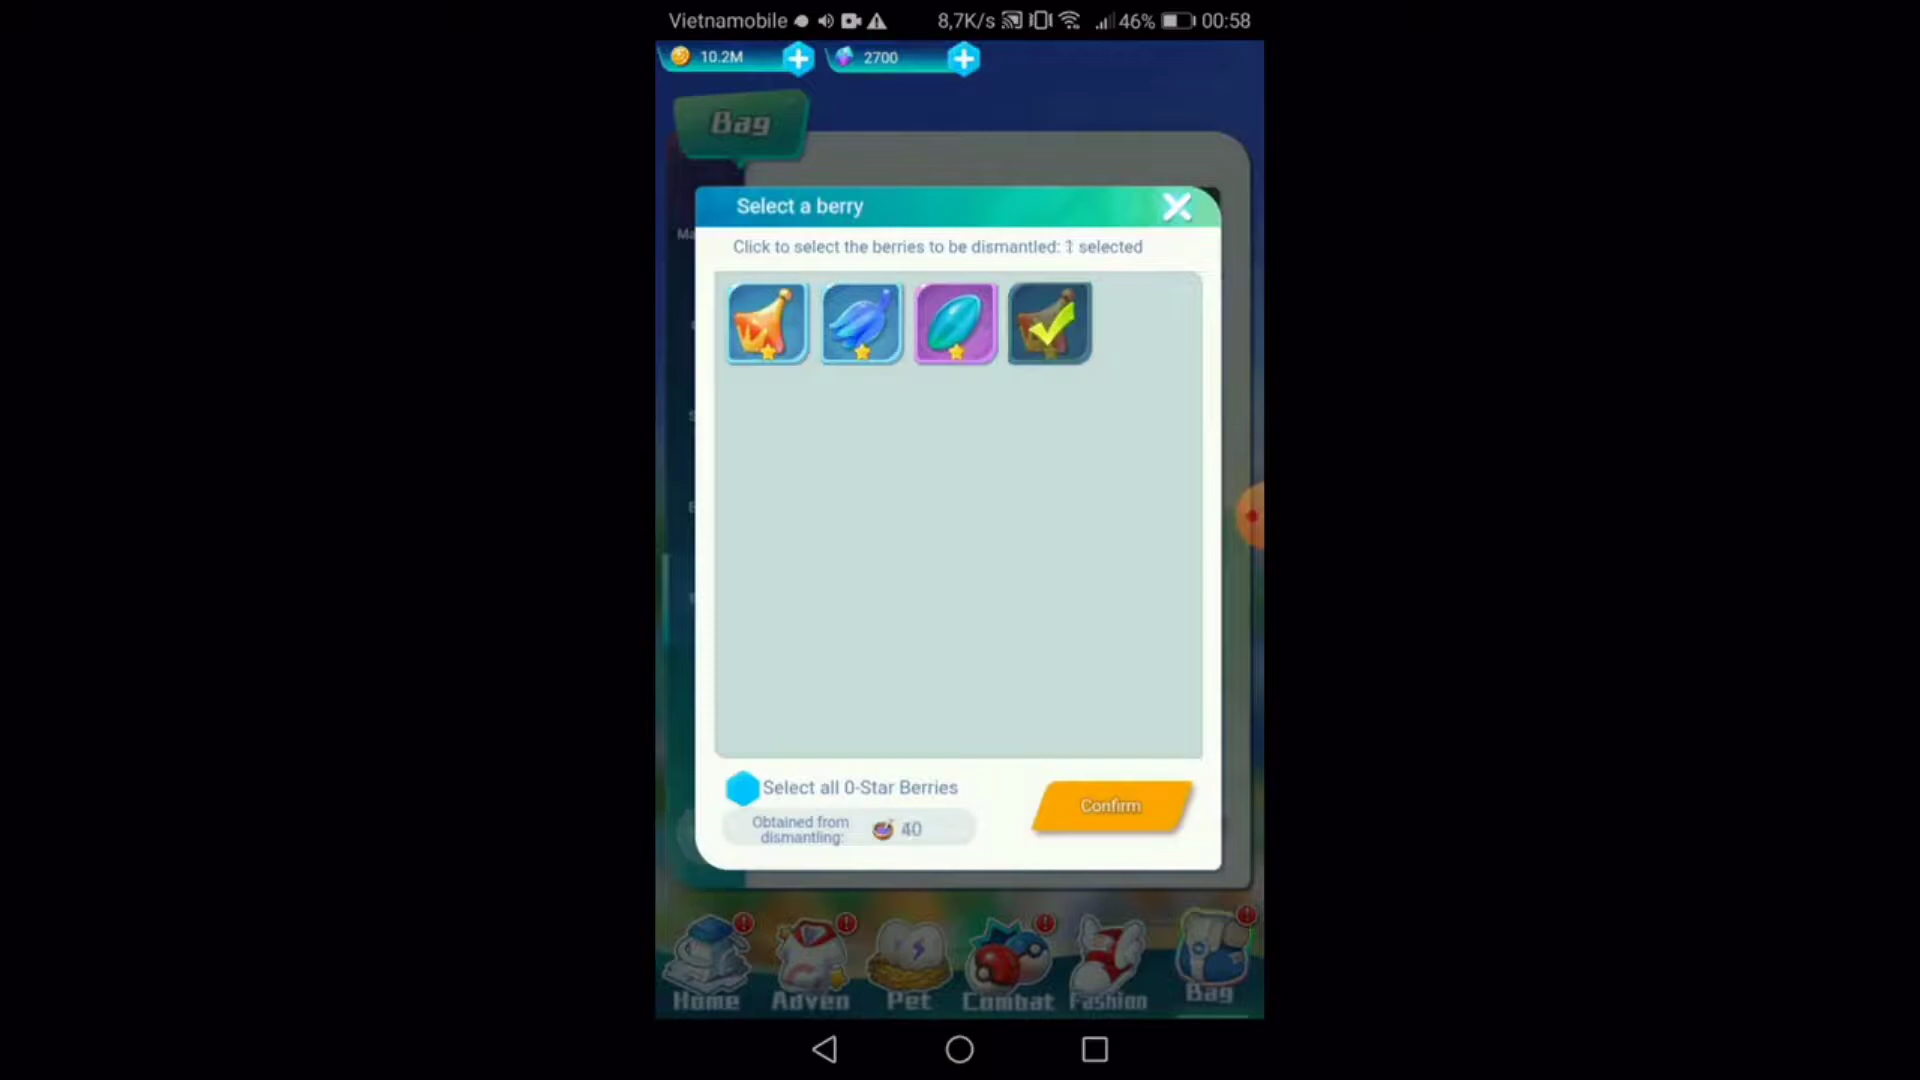 Vietnamobile 8,7K/s 46% 00:58
10.2M 2700
Bag
Select a berry
Click to select the berries to be dismantled: 1 selected
Ma
Select all 0-Star Berries
Obtained from
dismantling:
40
Confirm
Home Adven Pet Combat Fashion Bag